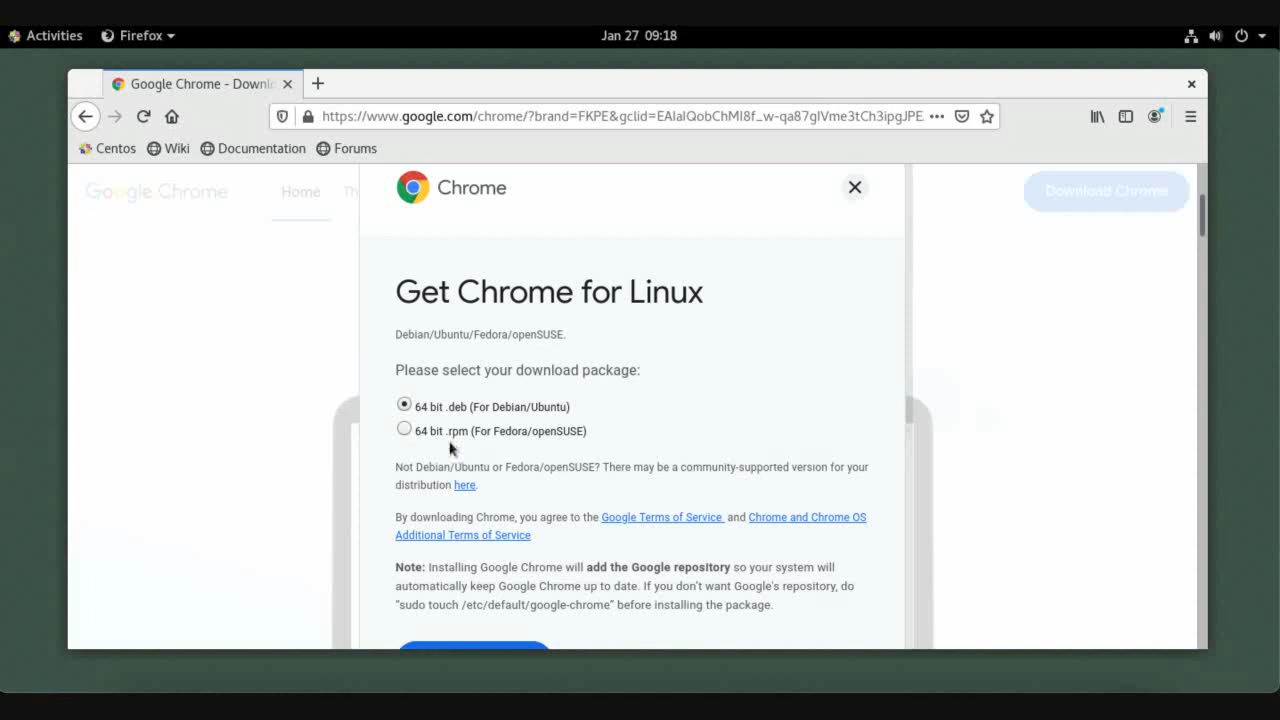 Activities Firefox Jan 27 09:18
Google Chrome - Downl
https://www.google.com/chrome/?brand=FKPE&gclid=EAIaIQobChMI8f_w-qa87gIVme3tCh3ipgJPE
Centos Wiki Documentation Forums
Google Chrome Home Th Download Chrome
Chrome
Get Chrome for Linux
Debian/Ubuntu/Fedora/openSUSE.
Please select your download package:
64 bit .deb (For Debian/Ubuntu)
64 bit .rpm (For Fedora/openSUSE)
Not Debian/Ubuntu or Fedora/openSUSE? There may be a community-supported version for your
distribution here.
By downloading Chrome, you agree to the Google Terms of Service and Chrome and Chrome OS
Additional Terms of Service
Note: Installing Google Chrome will add the Google repository so your system will
automatically keep Google Chrome up to date. If you don't want Google's repository, do
"sudo touch /etc/default/google-chrome" before installing the package.